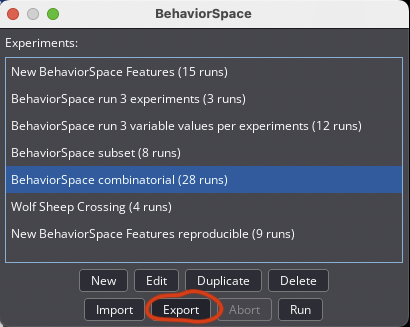 BehaviorSpace
Experiments:
New BehaviorSpace Features (15 runs)
BehaviorSpace run 3 experiments (3 runs)
BehaviorSpace run 3 variable values per experiments (12 runs)
BehaviorSpace subset (8 runs)
BehaviorSpace combinatorial (28 runs)
Wolf Sheep Crossing (4 runs)
New BehaviorSpace Features reproducible (9 runs)
New Edit Duplicate Delete
Import Export Abort Run